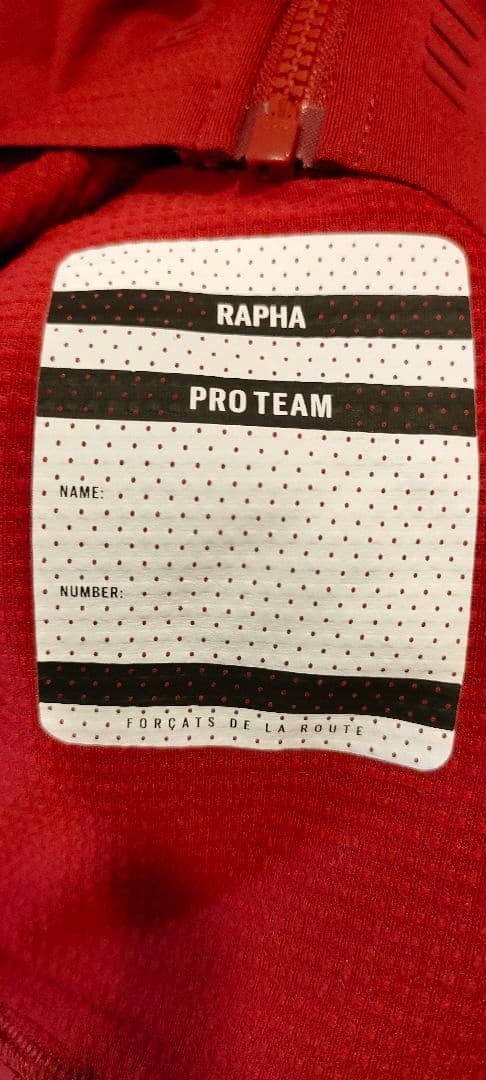 RAPHA
PRO TEAM
NAME:
NUMBER:
FORÇATS DE LA ROUTE